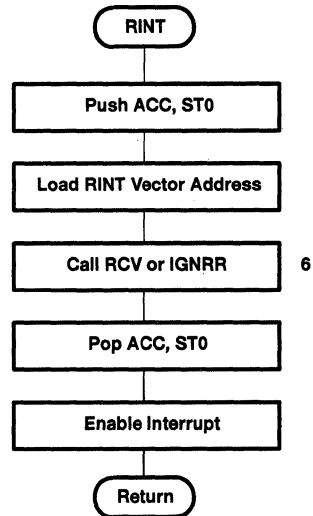 RINT
Push ACC, ST0
Load RINT Vector Address
Call RCV or IGNRR 6
Pop ACC, ST0
Enable Interrupt
Return